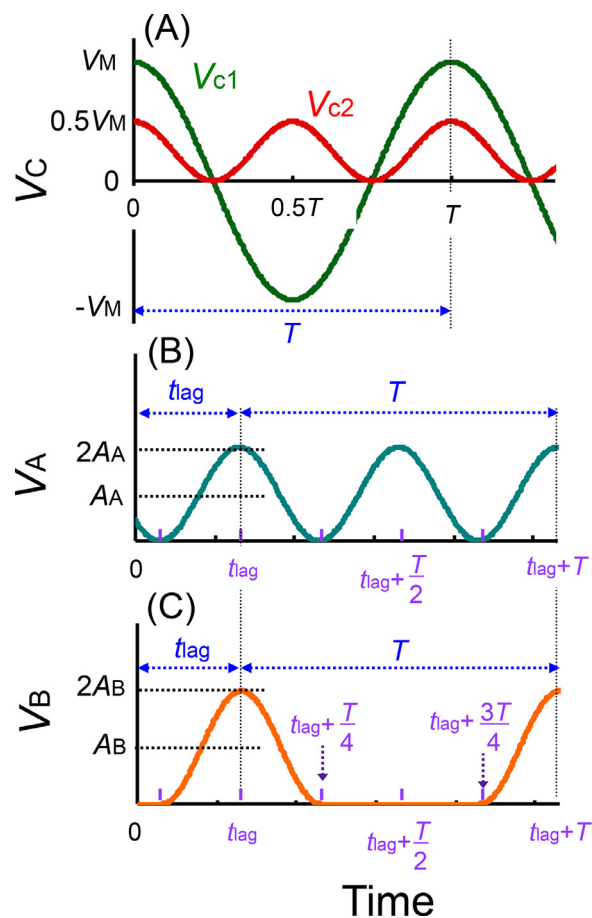 (A)
VM
Vc1
Vc2
0.5VM
VC
0
0
0.5T
T
-VM
T
(B)
tlag
T
2AA
VA
AA
0
tlag
tlag+T/2
tlag+T
(C)
tlag
T
2AB
VB
tlag+T/4
tlag+3T/4
AB
0
tlag
tlag+T/2
tlag+T
Time